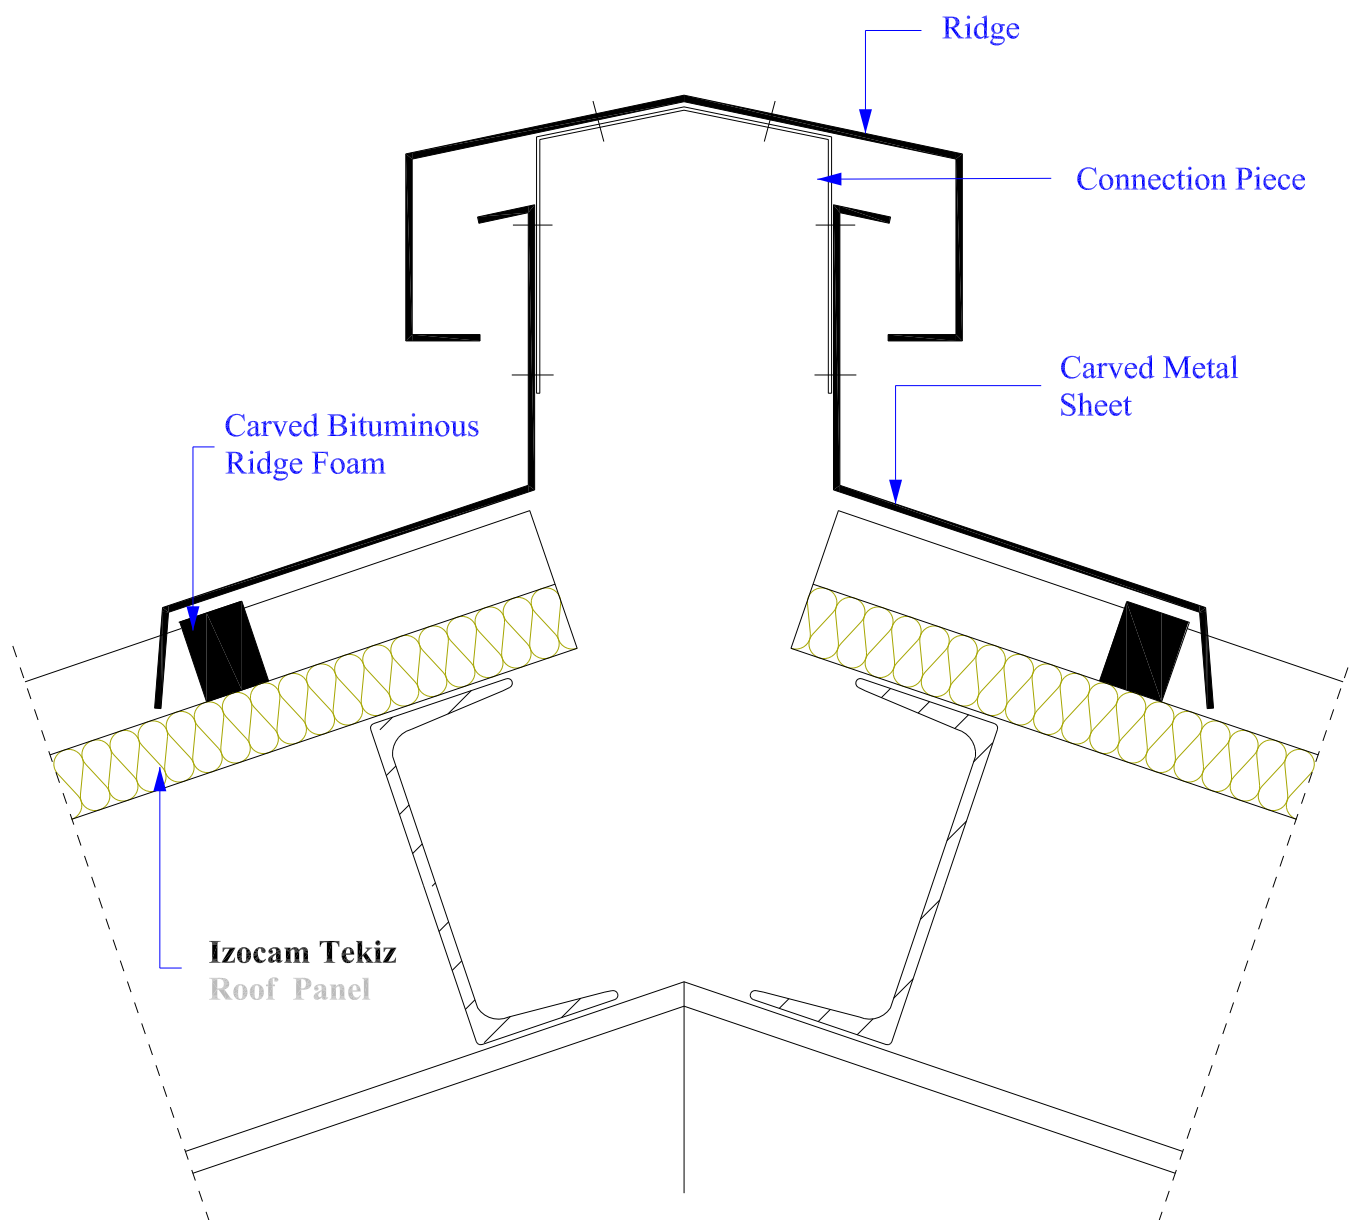 Ridge
Connection Piece
Carved Metal
Sheet
Carved Bituminous
Ridge Foam
Izocam Tekiz
Roof Panel